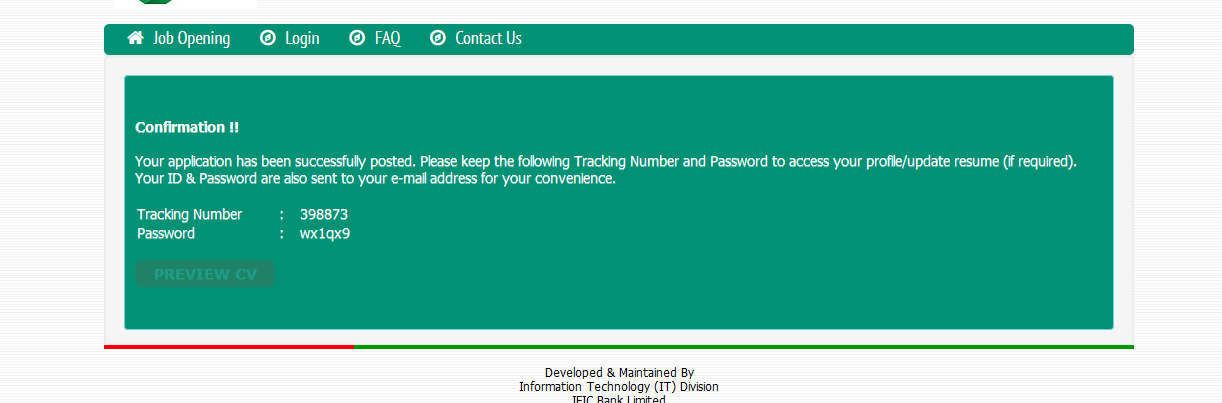 Job Opening Login FAQ Contact Us
Confirmation !!
Your application has been successfully posted. Please keep the following Tracking Number and Password to access your profile/update resume (if required).
Your ID & Password are also sent to your e-mail address for your convenience.
Tracking Number : 398873
Password : wx1qx9
PREVIEW CV
Developed & Maintained By
Information Technology (IT) Division
IFIC Bank Limited